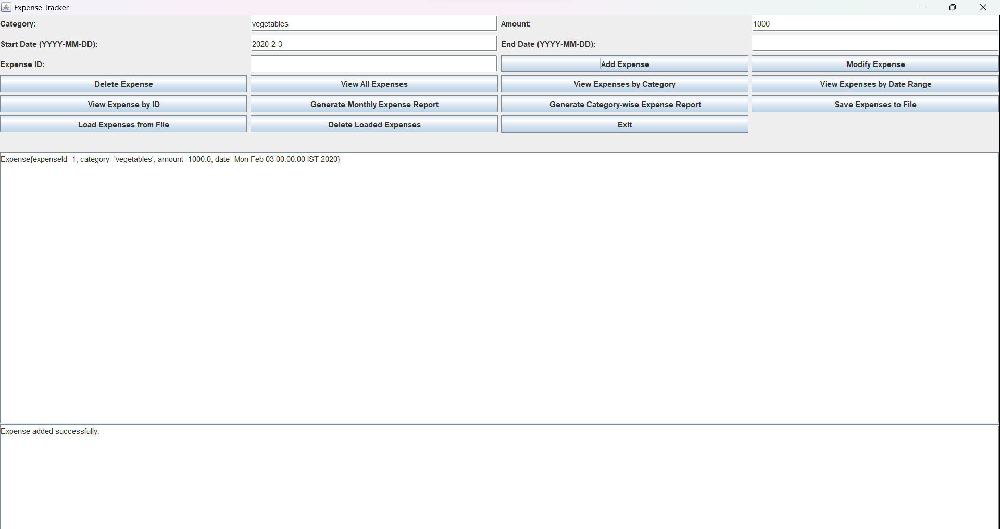 Expense Tracker
Category: vegetables Amount: 1000
Start Date (YYYY-MM-DD): 2020-2-3 End Date (YYYY-MM-DD):
Expense ID: Add Expense Modify Expense
Delete Expense View All Expenses View Expenses by Category View Expenses by Date Range
View Expense by ID Generate Monthly Expense Report Generate Category-wise Expense Report Save Expenses to File
Load Expenses from File Delete Loaded Expenses Exit
Expense{expenseId=1, category='vegetables', amount=1000.0, date=Mon Feb 03 00:00:00 IST 2020}
Expense added successfully.